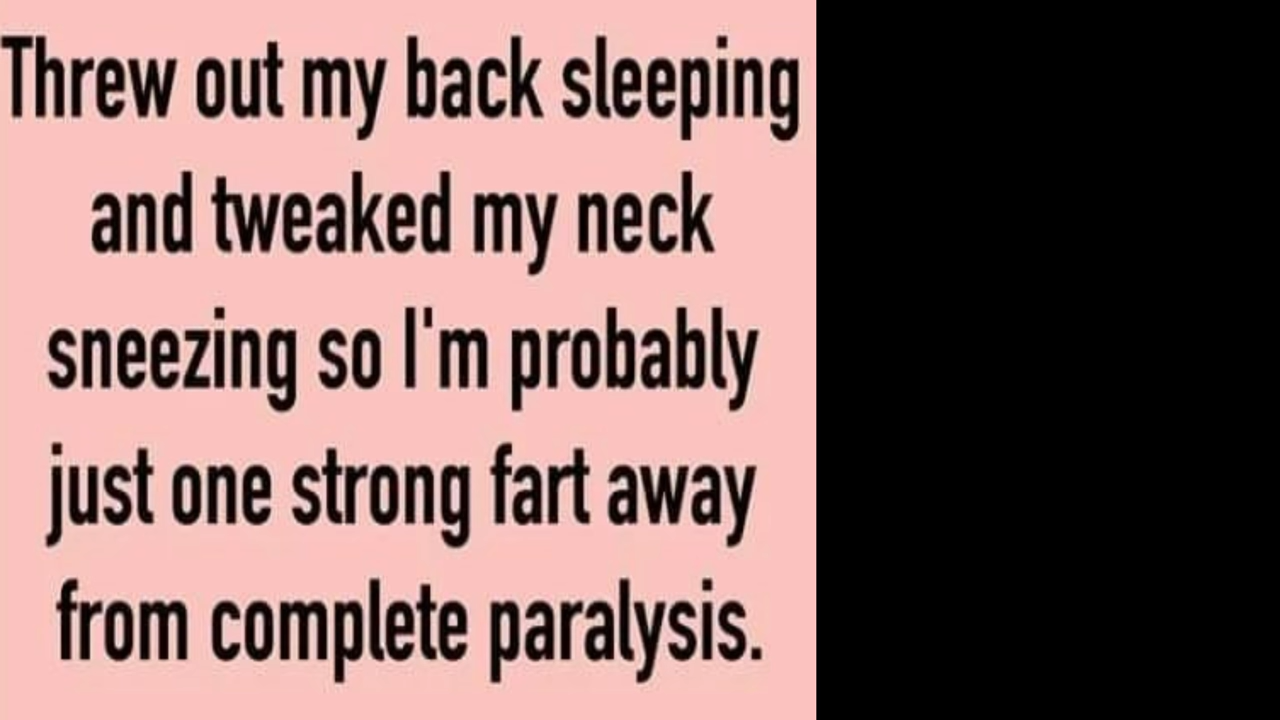 Threw out my back sleeping
and tweaked my neck
sneezing so I'm probably
just one strong fart away
from complete paralysis.